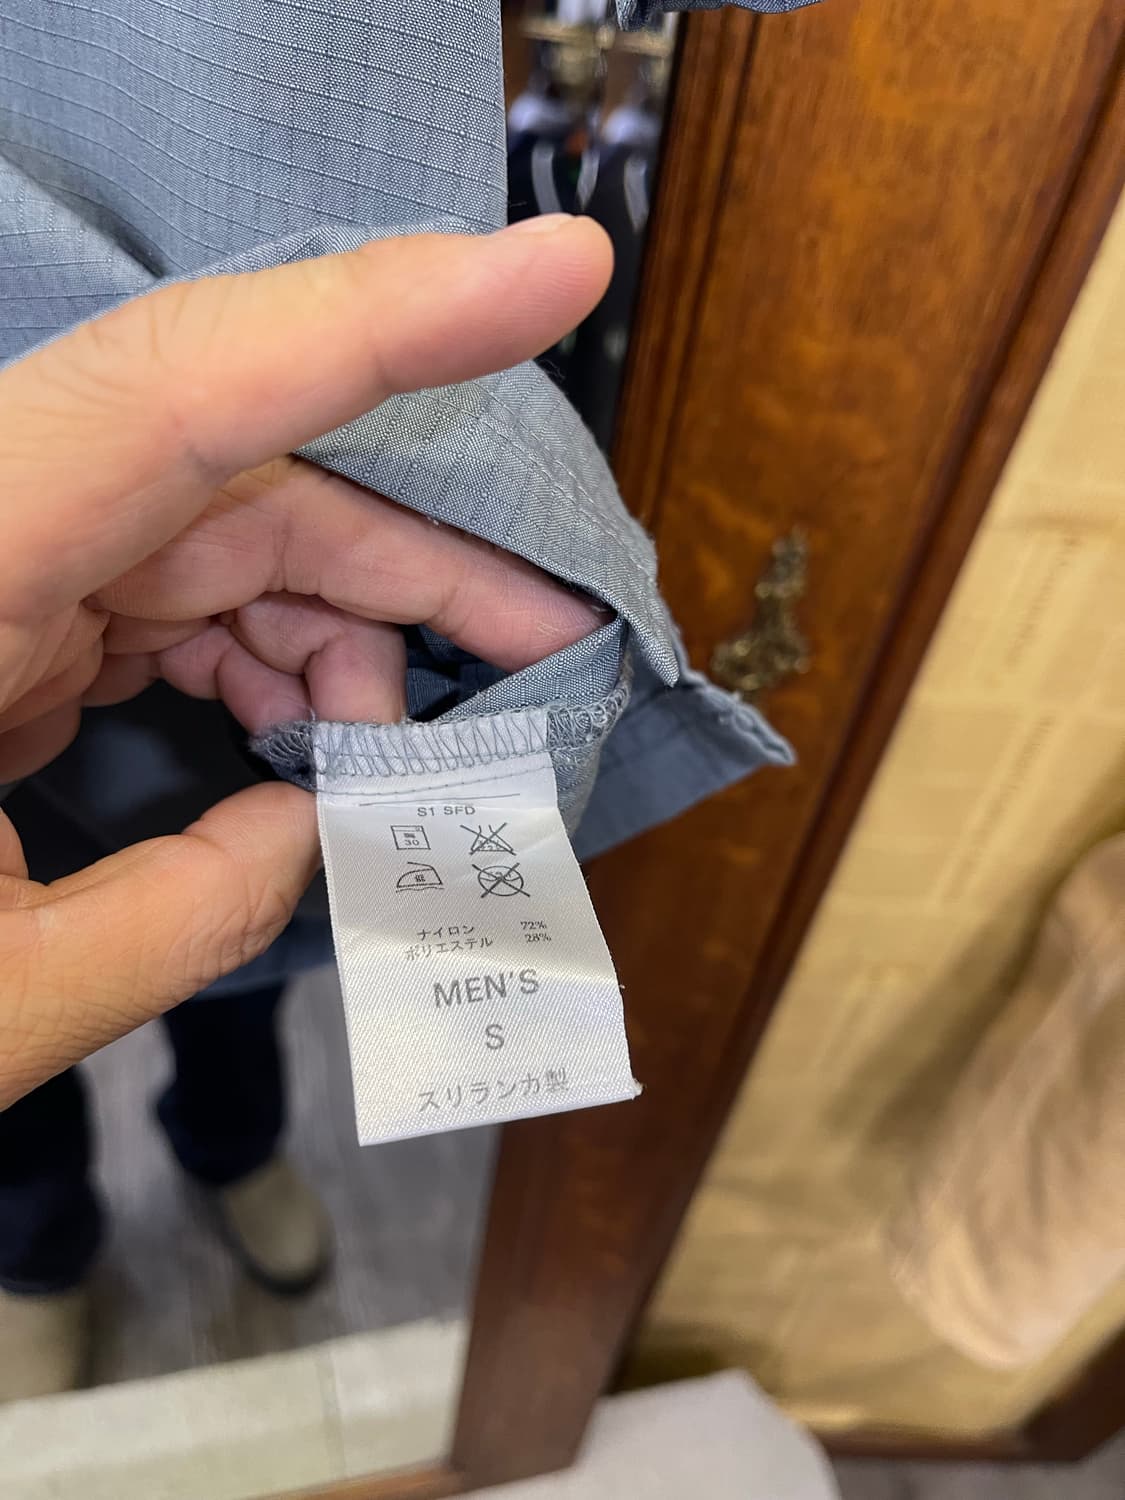 S1 SFD
30
ナイロン 72%
ポリエステル 28%
MEN'S
S
スリランカ製